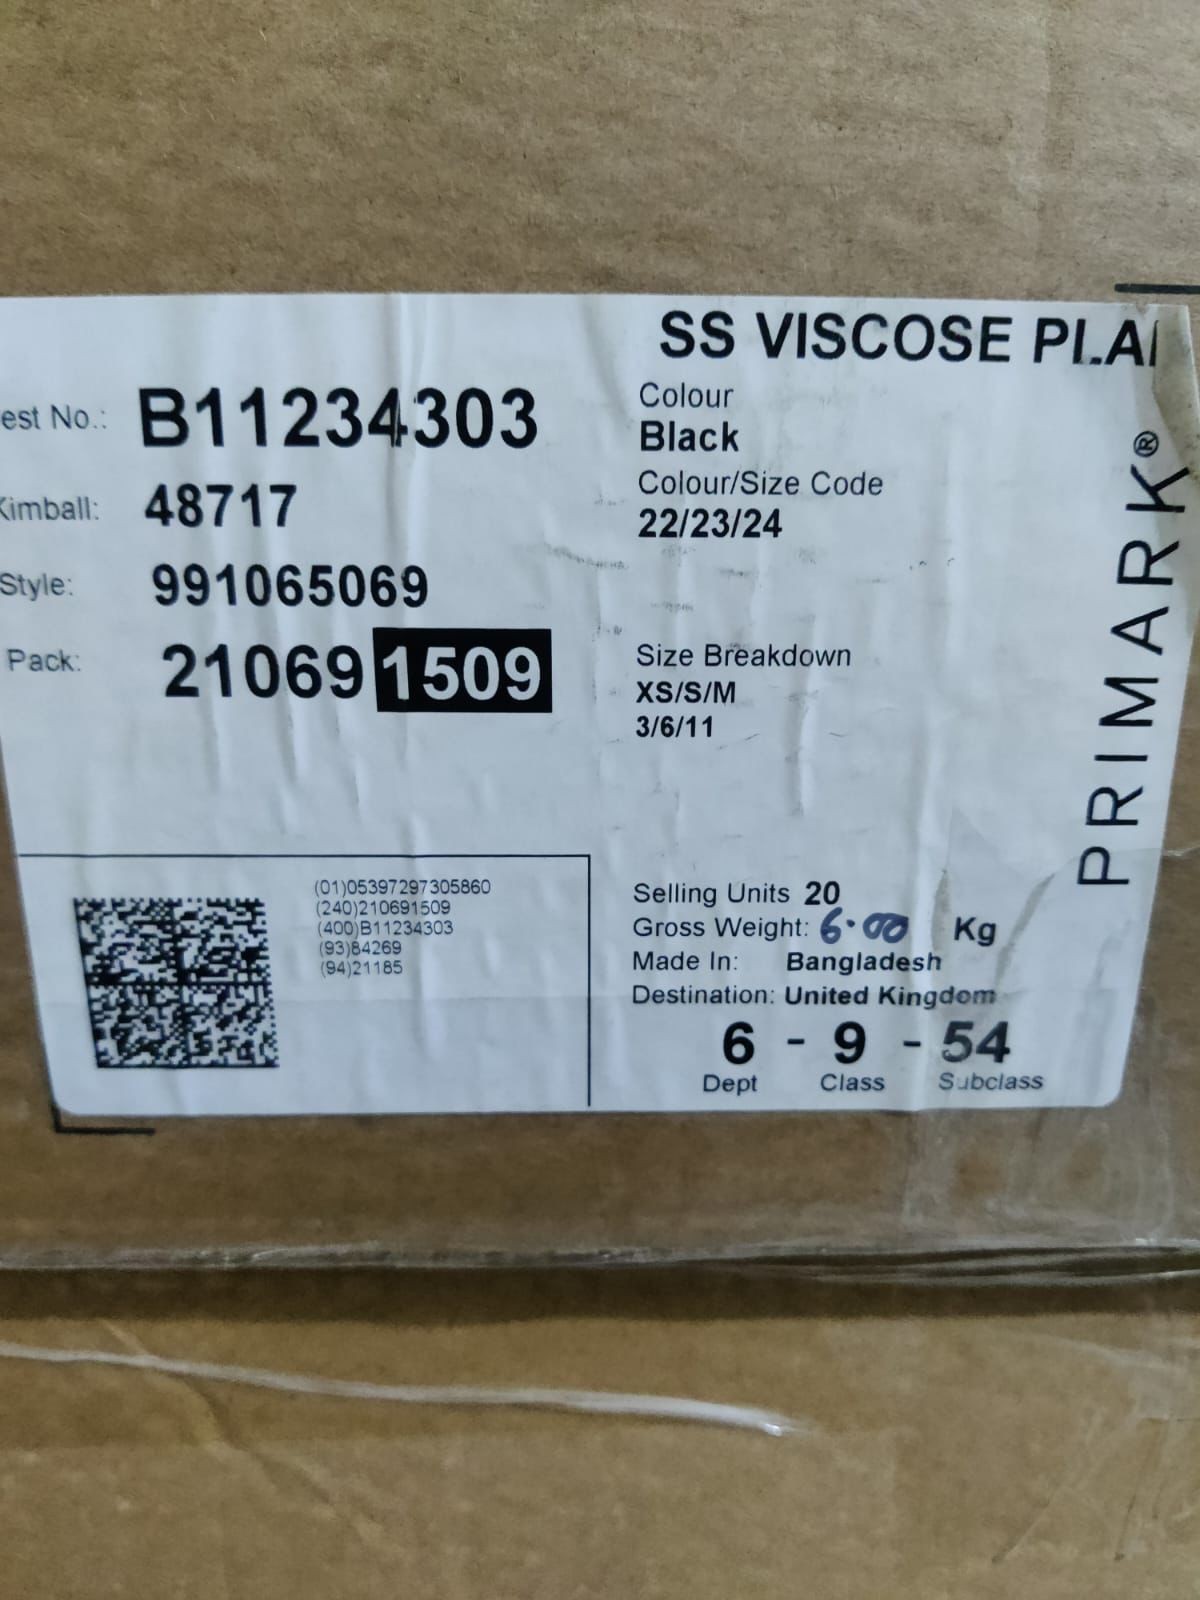 SS VISCOSE PLAI
est No.: B11234303
Kimball: 48717
Style: 991065069
Pack: 21069 1509
Colour
Black
Colour/Size Code
22/23/24
Size Breakdown
XS/S/M
3/6/11
PRIMARK®
(01)05397297305860
(240)210691509
(400)B11234303
(93)84269
(94)21185
Selling Units 20
Gross Weight: 6.00 Kg
Made In: Bangladesh
Destination: United Kingdom
6 - 9 - 54
Dept Class Subclass